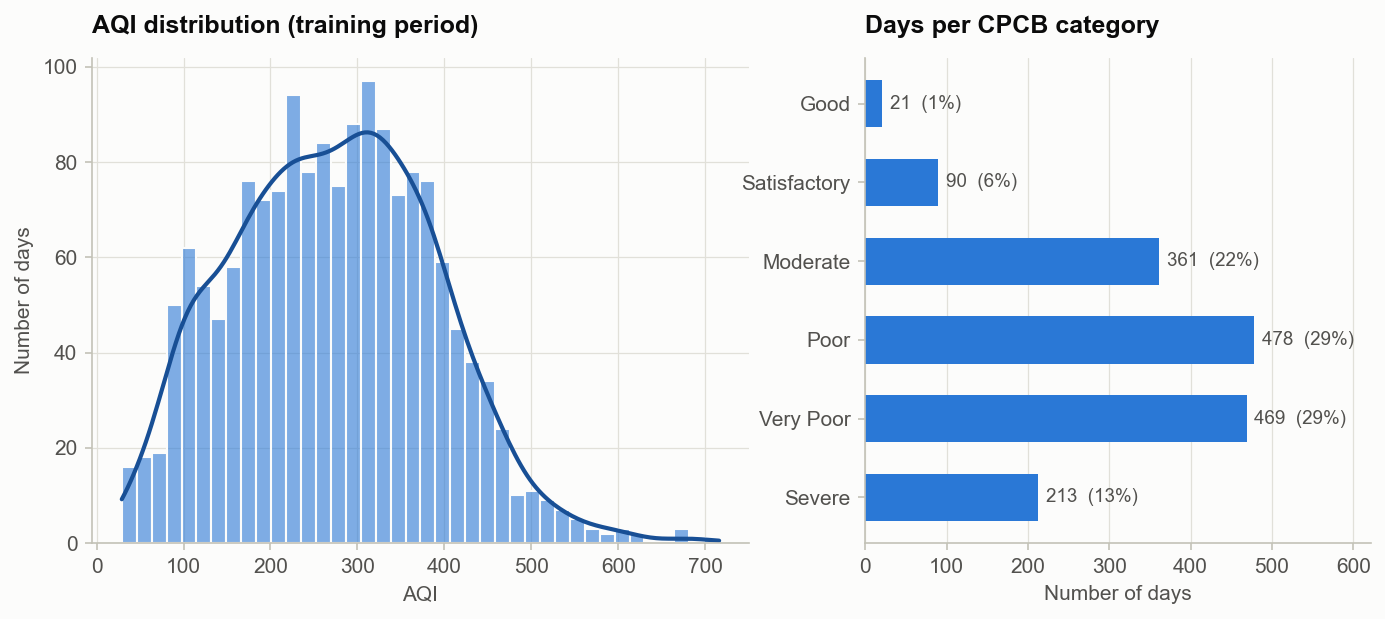 AQI distribution (training period)
100
80
60
40
20
0
Number of days
0 100 200 300 400 500 600 700
AQI
Days per CPCB category
Good 21 (1%)
Satisfactory 90 (6%)
Moderate 361 (22%)
Poor 478 (29%)
Very Poor 469 (29%)
Severe 213 (13%)
0 100 200 300 400 500 600
Number of days